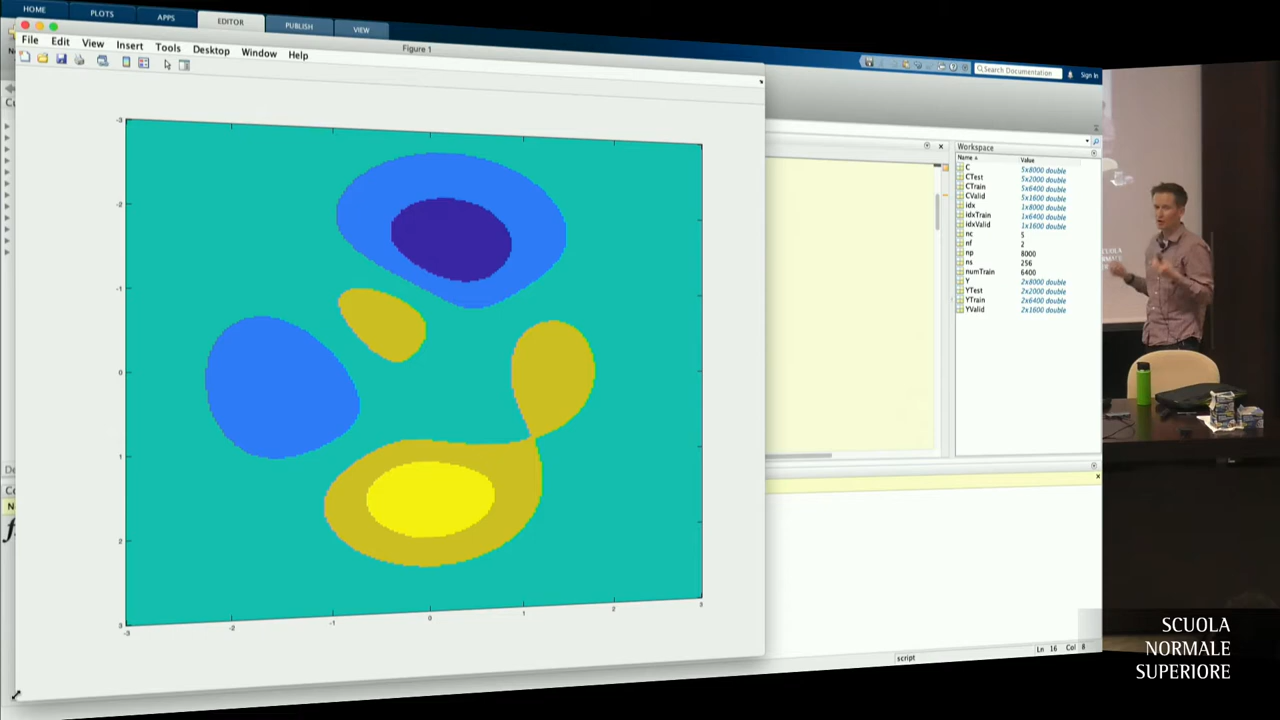 HOME PLOTS APPS EDITOR PUBLISH VIEW
Figure 1
File Edit View Insert Tools Desktop Window Help
Search Documentation
Sign In
-3
-2
-1
0
1
2
3
-3 -2 -1 0 1 2 3
Workspace
Name Value
C 5x8000 double
CTest 5x2000 double
CTrain 5x6400 double
CValid 5x1600 double
idx 1x8000 double
idxTrain 1x6400 double
idxValid 1x1600 double
nc 5
nf 2
np 8000
ns 256
numTrain 6400
Y 2x8000 double
YTest 2x2000 double
YTrain 2x6400 double
YValid 2x1600 double
script
Ln 16 Col 8
NORMALE
SUPERIORE
SCUOLA
NORMALE
SUPERIORE